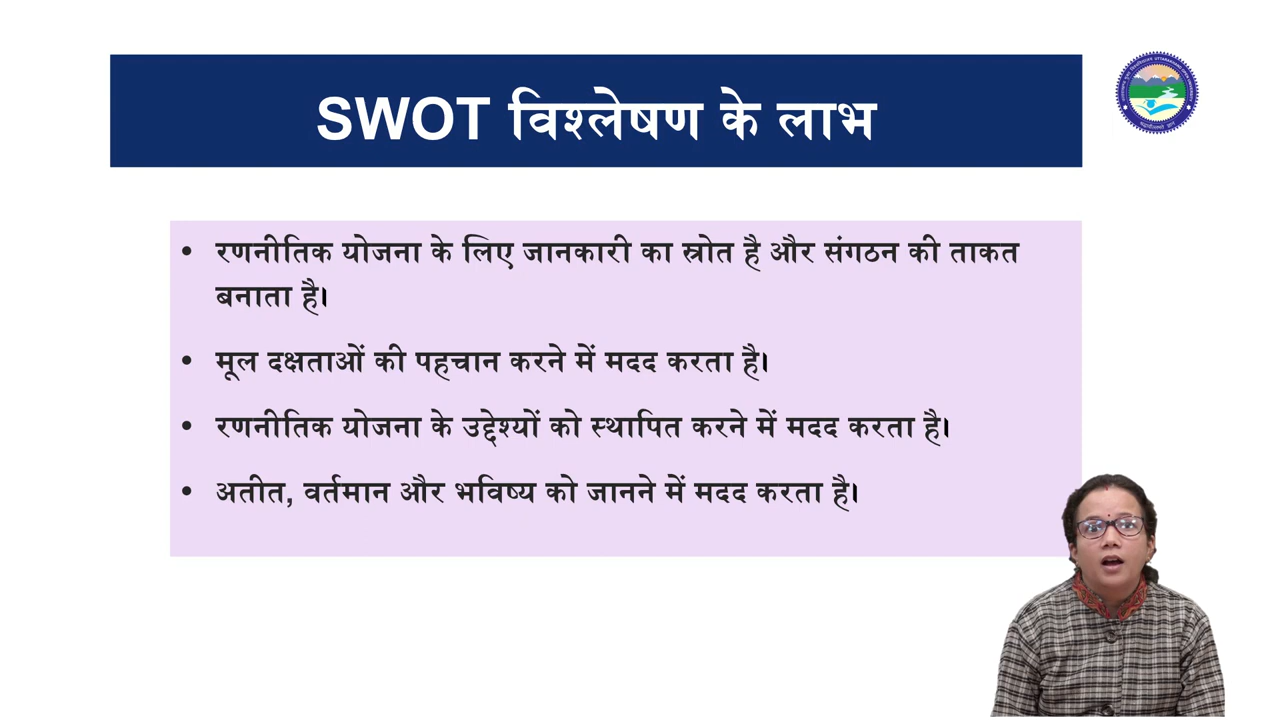 SWOT विश्लेषण के लाभ
• रणनीतिक योजना के लिए जानकारी का स्रोत है और संगठन की ताकत
बनाता है।
• मूल दक्षताओं की पहचान करने में मदद करता है।
• रणनीतिक योजना के उद्देश्यों को स्थापित करने में मदद करता है।
• अतीत, वर्तमान और भविष्य को जानने में मदद करता है।